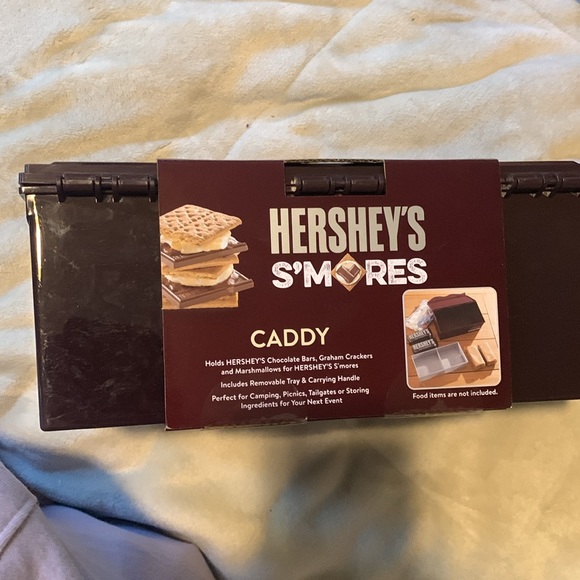 HERSHEY'S
S'MORES
CADDY
Holds HERSHEY'S Chocolate Bars, Graham Crackers
and Marshmallows for HERSHEY'S S'mores
Includes Removable Tray & Carrying Handle
Perfect for Camping, Picnics, Tailgates or Storing
Ingredients for Your Next Event
HERSHEY'S
Food items are not included.